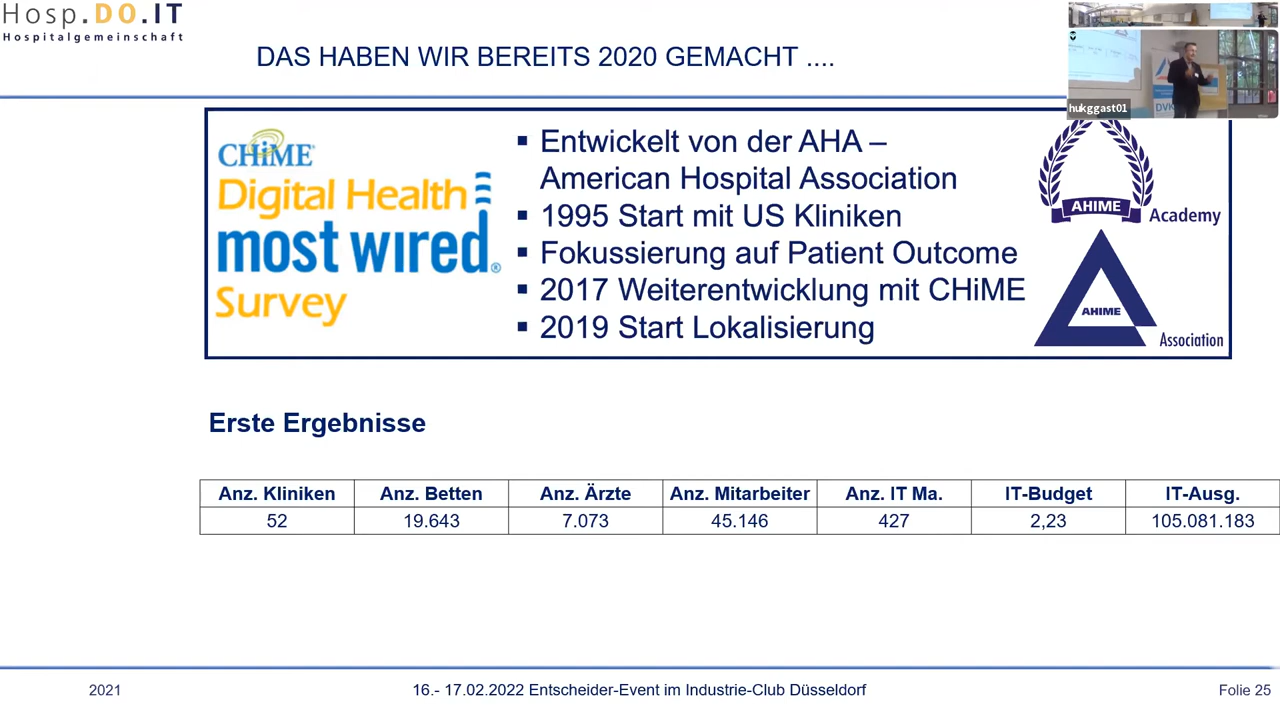 Hosp.DO.IT
Hospitalgemeinschaft
DAS HABEN WIR BEREITS 2020 GEMACHT ....
hukggast01
DVK
CHiME
Digital Health
most wired®
Survey
▪ Entwickelt von der AHA –
American Hospital Association
▪ 1995 Start mit US Kliniken
▪ Fokussierung auf Patient Outcome
▪ 2017 Weiterentwicklung mit CHiME
▪ 2019 Start Lokalisierung
AHIME Academy
AHIME
Association
Erste Ergebnisse
Anz. Kliniken Anz. Betten Anz. Ärzte Anz. Mitarbeiter Anz. IT Ma. IT-Budget IT-Ausg.
52 19.643 7.073 45.146 427 2,23 105.081.183
2021 16.- 17.02.2022 Entscheider-Event im Industrie-Club Düsseldorf Folie 25